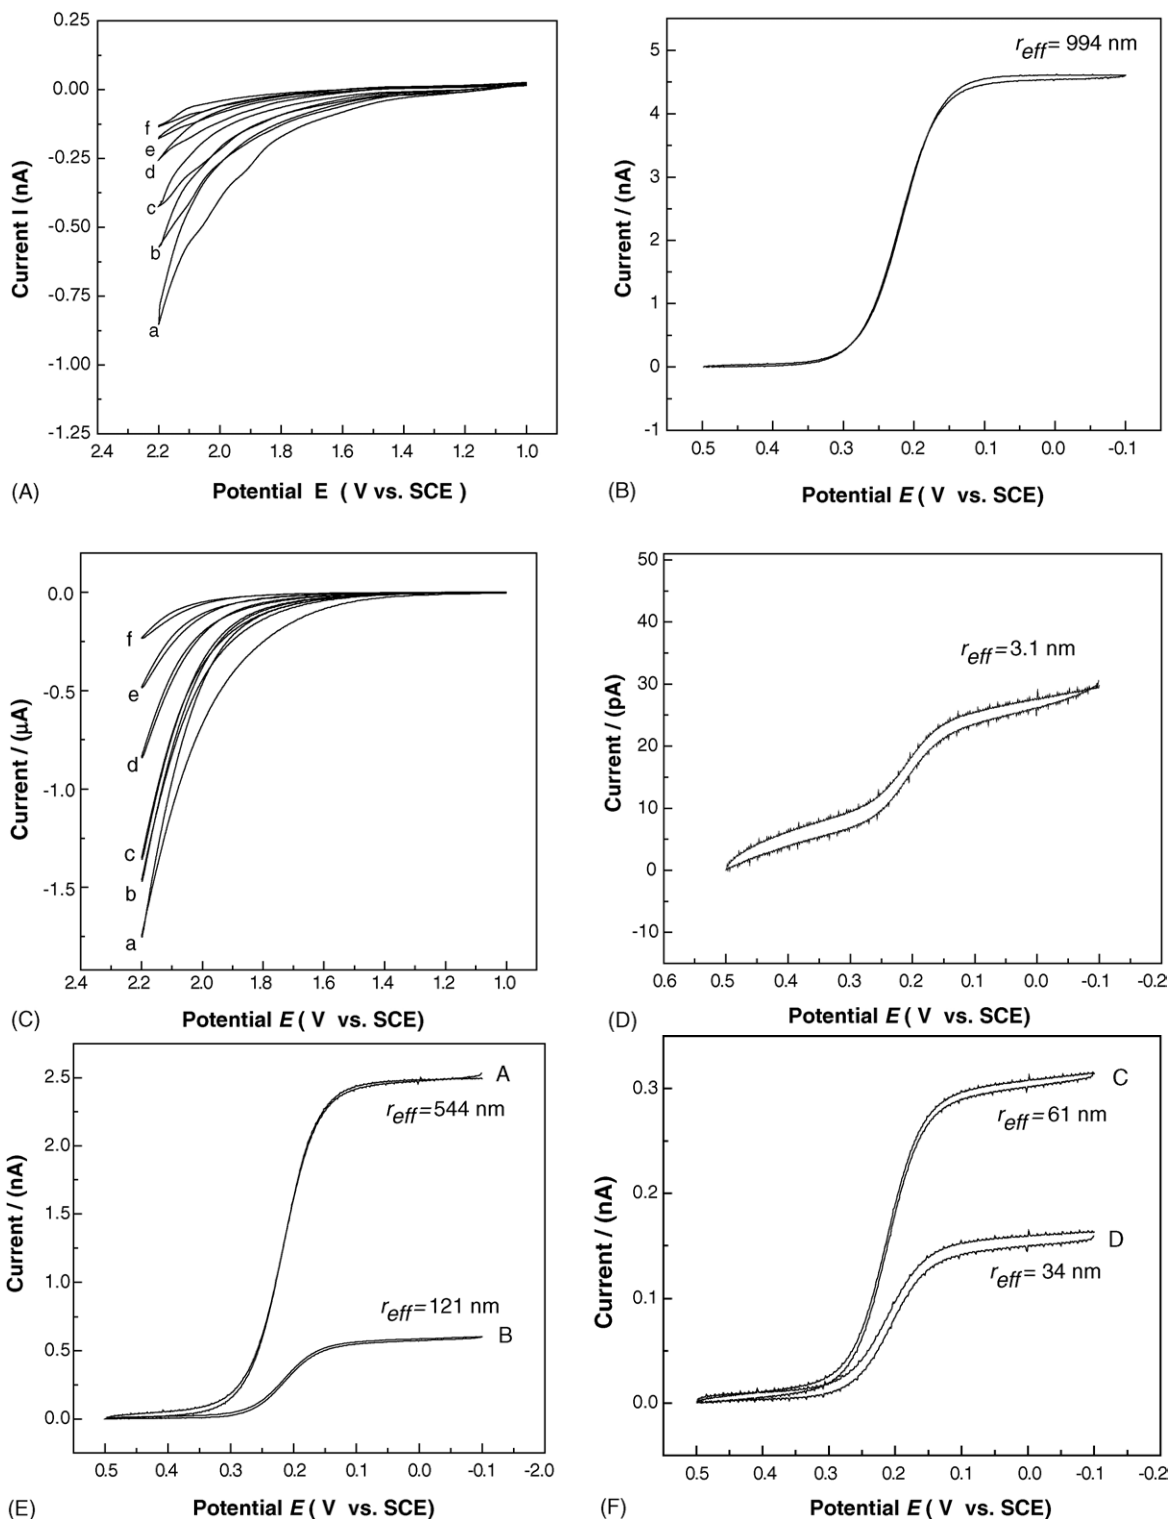 0.25
0.00
-0.25
-0.50
-0.75
-1.00
-1.25
Current I (nA)
f
e
d
c
b
a
2.4 2.2 2.0 1.8 1.6 1.4 1.2 1.0
(A) Potential E ( V vs. SCE )
r_eff = 994 nm
5
4
3
2
1
0
-1
Current / (nA)
0.5 0.4 0.3 0.2 0.1 0.0 -0.1
(B) Potential E ( V vs. SCE)
0.0
-0.5
-1.0
-1.5
Current / (µA)
f
e
d
c
b
a
2.4 2.2 2.0 1.8 1.6 1.4 1.2 1.0
(C) Potential E ( V vs. SCE)
50
40
30
20
10
0
-10
Current / (pA)
r_eff = 3.1 nm
0.6 0.5 0.4 0.3 0.2 0.1 0.0 -0.1 -0.2
(D) Potential E ( V vs. SCE)
2.5
2.0
1.5
1.0
0.5
0.0
Current / (nA)
A
r_eff = 544 nm
r_eff = 121 nm
B
0.5 0.4 0.3 0.2 0.1 0.0 -0.1 -2.0
(E) Potential E ( V vs. SCE)
0.3
0.2
0.1
0.0
Current / (nA)
C
r_eff = 61 nm
D
r_eff = 34 nm
0.5 0.4 0.3 0.2 0.1 0.0 -0.1 -0.2
(F) Potential E ( V vs. SCE)